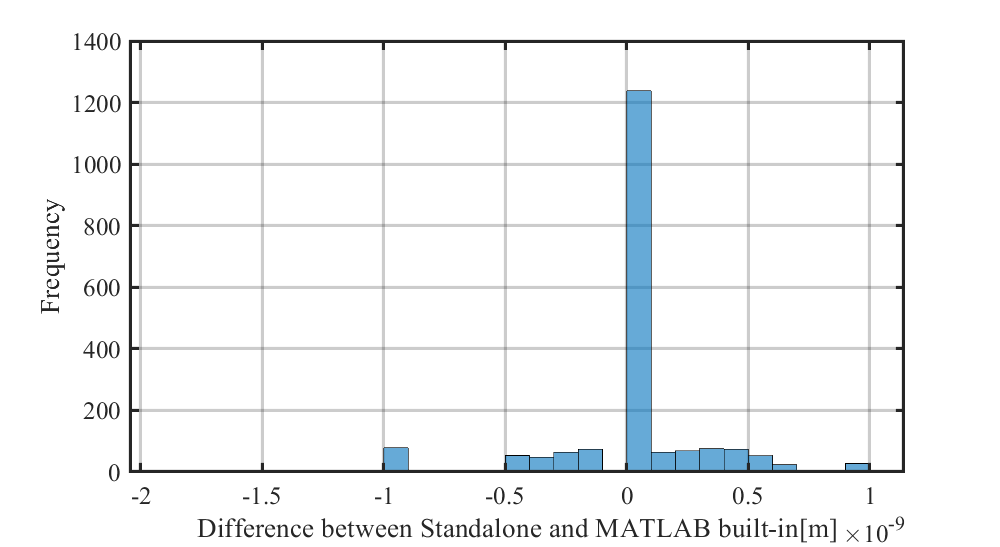 1400
1200
1000
800
600
400
200
0
Frequency
-2 -1.5 -1 -0.5 0 0.5 1
Difference between Standalone and MATLAB built-in[m] ×10⁻⁹